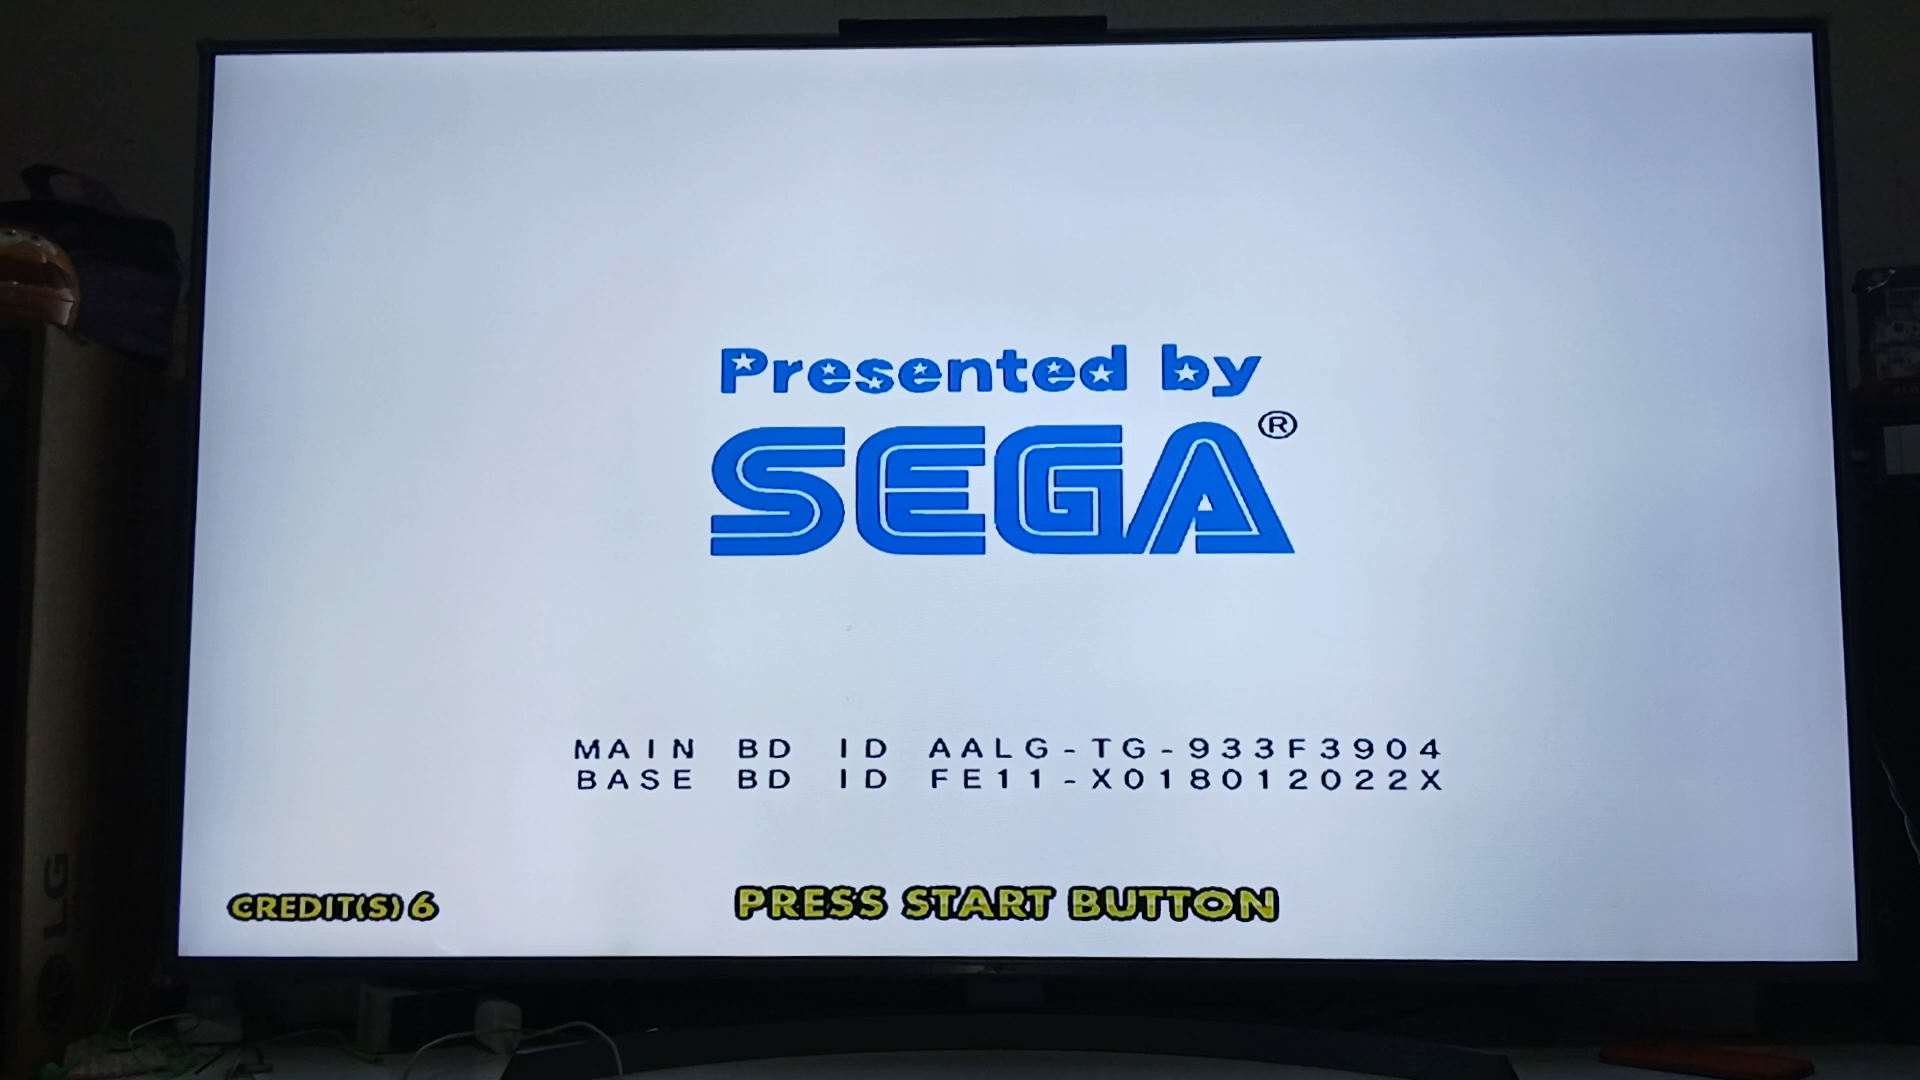 Presented by
SEGA®
MAIN BD ID AALG-TG-933F3904
BASE BD ID FE11-X018012022X
CREDIT(S) 6
PRESS START BUTTON
LG